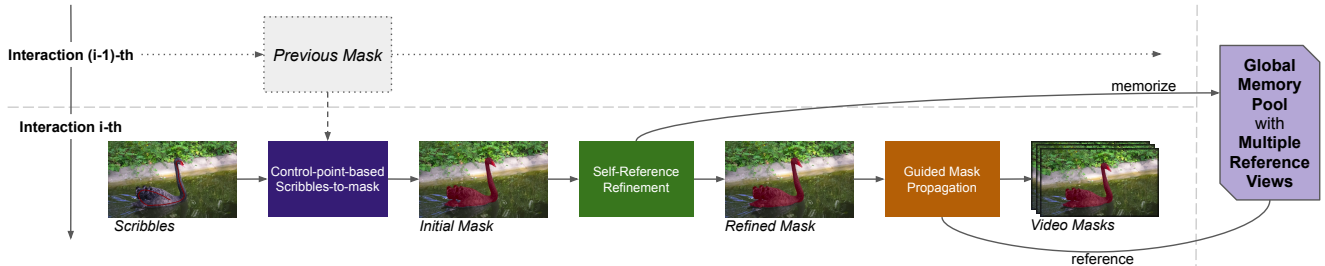 Interaction (i-1)-th
Previous Mask
memorize
Global
Memory
Pool
with
Multiple
Reference
Views
Interaction i-th
Control-point-based
Scribbles-to-mask
Self-Reference
Refinement
Guided Mask
Propagation
Scribbles
Initial Mask
Refined Mask
Video Masks
reference